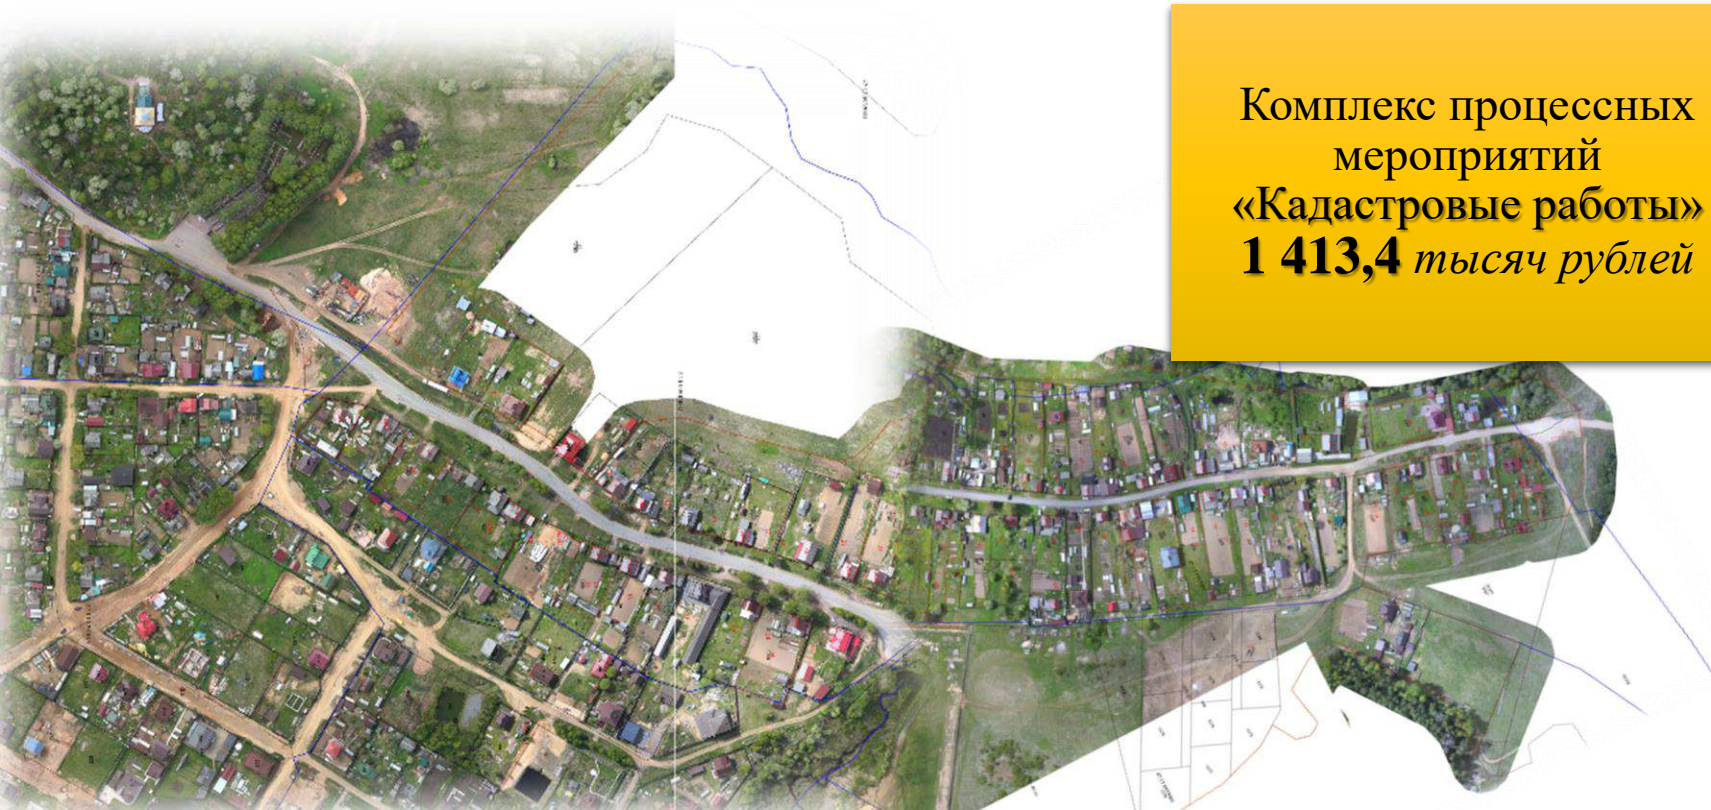 Комплекс процессных
мероприятий
«Кадастровые работы»
1 413,4 тысяч рублей